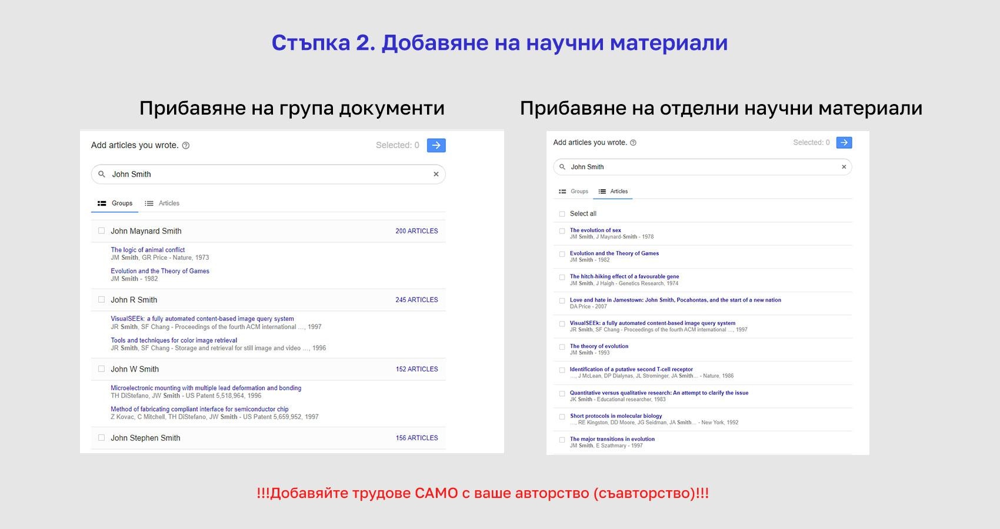 Стъпка 2. Добавяне на научни материали
Прибавяне на група документи
Add articles you wrote.
Selected: 0
John Smith
Groups
Articles
John Maynard Smith
200 ARTICLES
The logic of animal conflict
JM Smith, GR Price - Nature, 1973
Evolution and the Theory of Games
JM Smith - 1982
John R Smith
245 ARTICLES
VisualSEEk: a fully automated content-based image query system
JR Smith, SF Chang - Proceedings of the fourth ACM international …, 1997
Tools and techniques for color image retrieval
JR Smith, SF Chang - Storage and retrieval for still image and video …, 1996
John W Smith
152 ARTICLES
Microelectronic mounting with multiple lead deformation and bonding
TH DiStefano, JW Smith - US Patent 5,518,964, 1996
Method of fabricating compliant interface for semiconductor chip
Z Kovac, C Mitchell, TH DiStefano, JW Smith - US Patent 5,659,952, 1997
John Stephen Smith
156 ARTICLES
Прибавяне на отделни научни материали
Add articles you wrote.
Selected: 0
John Smith
Groups
Articles
Select all
The evolution of sex
JM Smith, J Maynard-Smith - 1978
Evolution and the Theory of Games
JM Smith - 1982
The hitch-hiking effect of a favourable gene
JM Smith, J Haigh - Genetics Research, 1974
Love and hate in Jamestown: John Smith, Pocahontas, and the start of a new nation
DA Price - 2007
VisualSEEk: a fully automated content-based image query system
JR Smith, SF Chang - Proceedings of the fourth ACM international …, 1997
The theory of evolution
JM Smith - 1993
Identification of a putative second T-cell receptor
…, J McLean, DP Dialynas, JL Strominger, JA Smith… - Nature, 1986
Quantitative versus qualitative research: An attempt to clarify the issue
JK Smith - Educational researcher, 1983
Short protocols in molecular biology
…, RE Kingston, DD Moore, JG Seidman, JA Smith… - New York, 1992
The major transitions in evolution
JM Smith, E Szathmary - 1997
!!!Добавяйте трудове САМО с ваше авторство (съавторство)!!!